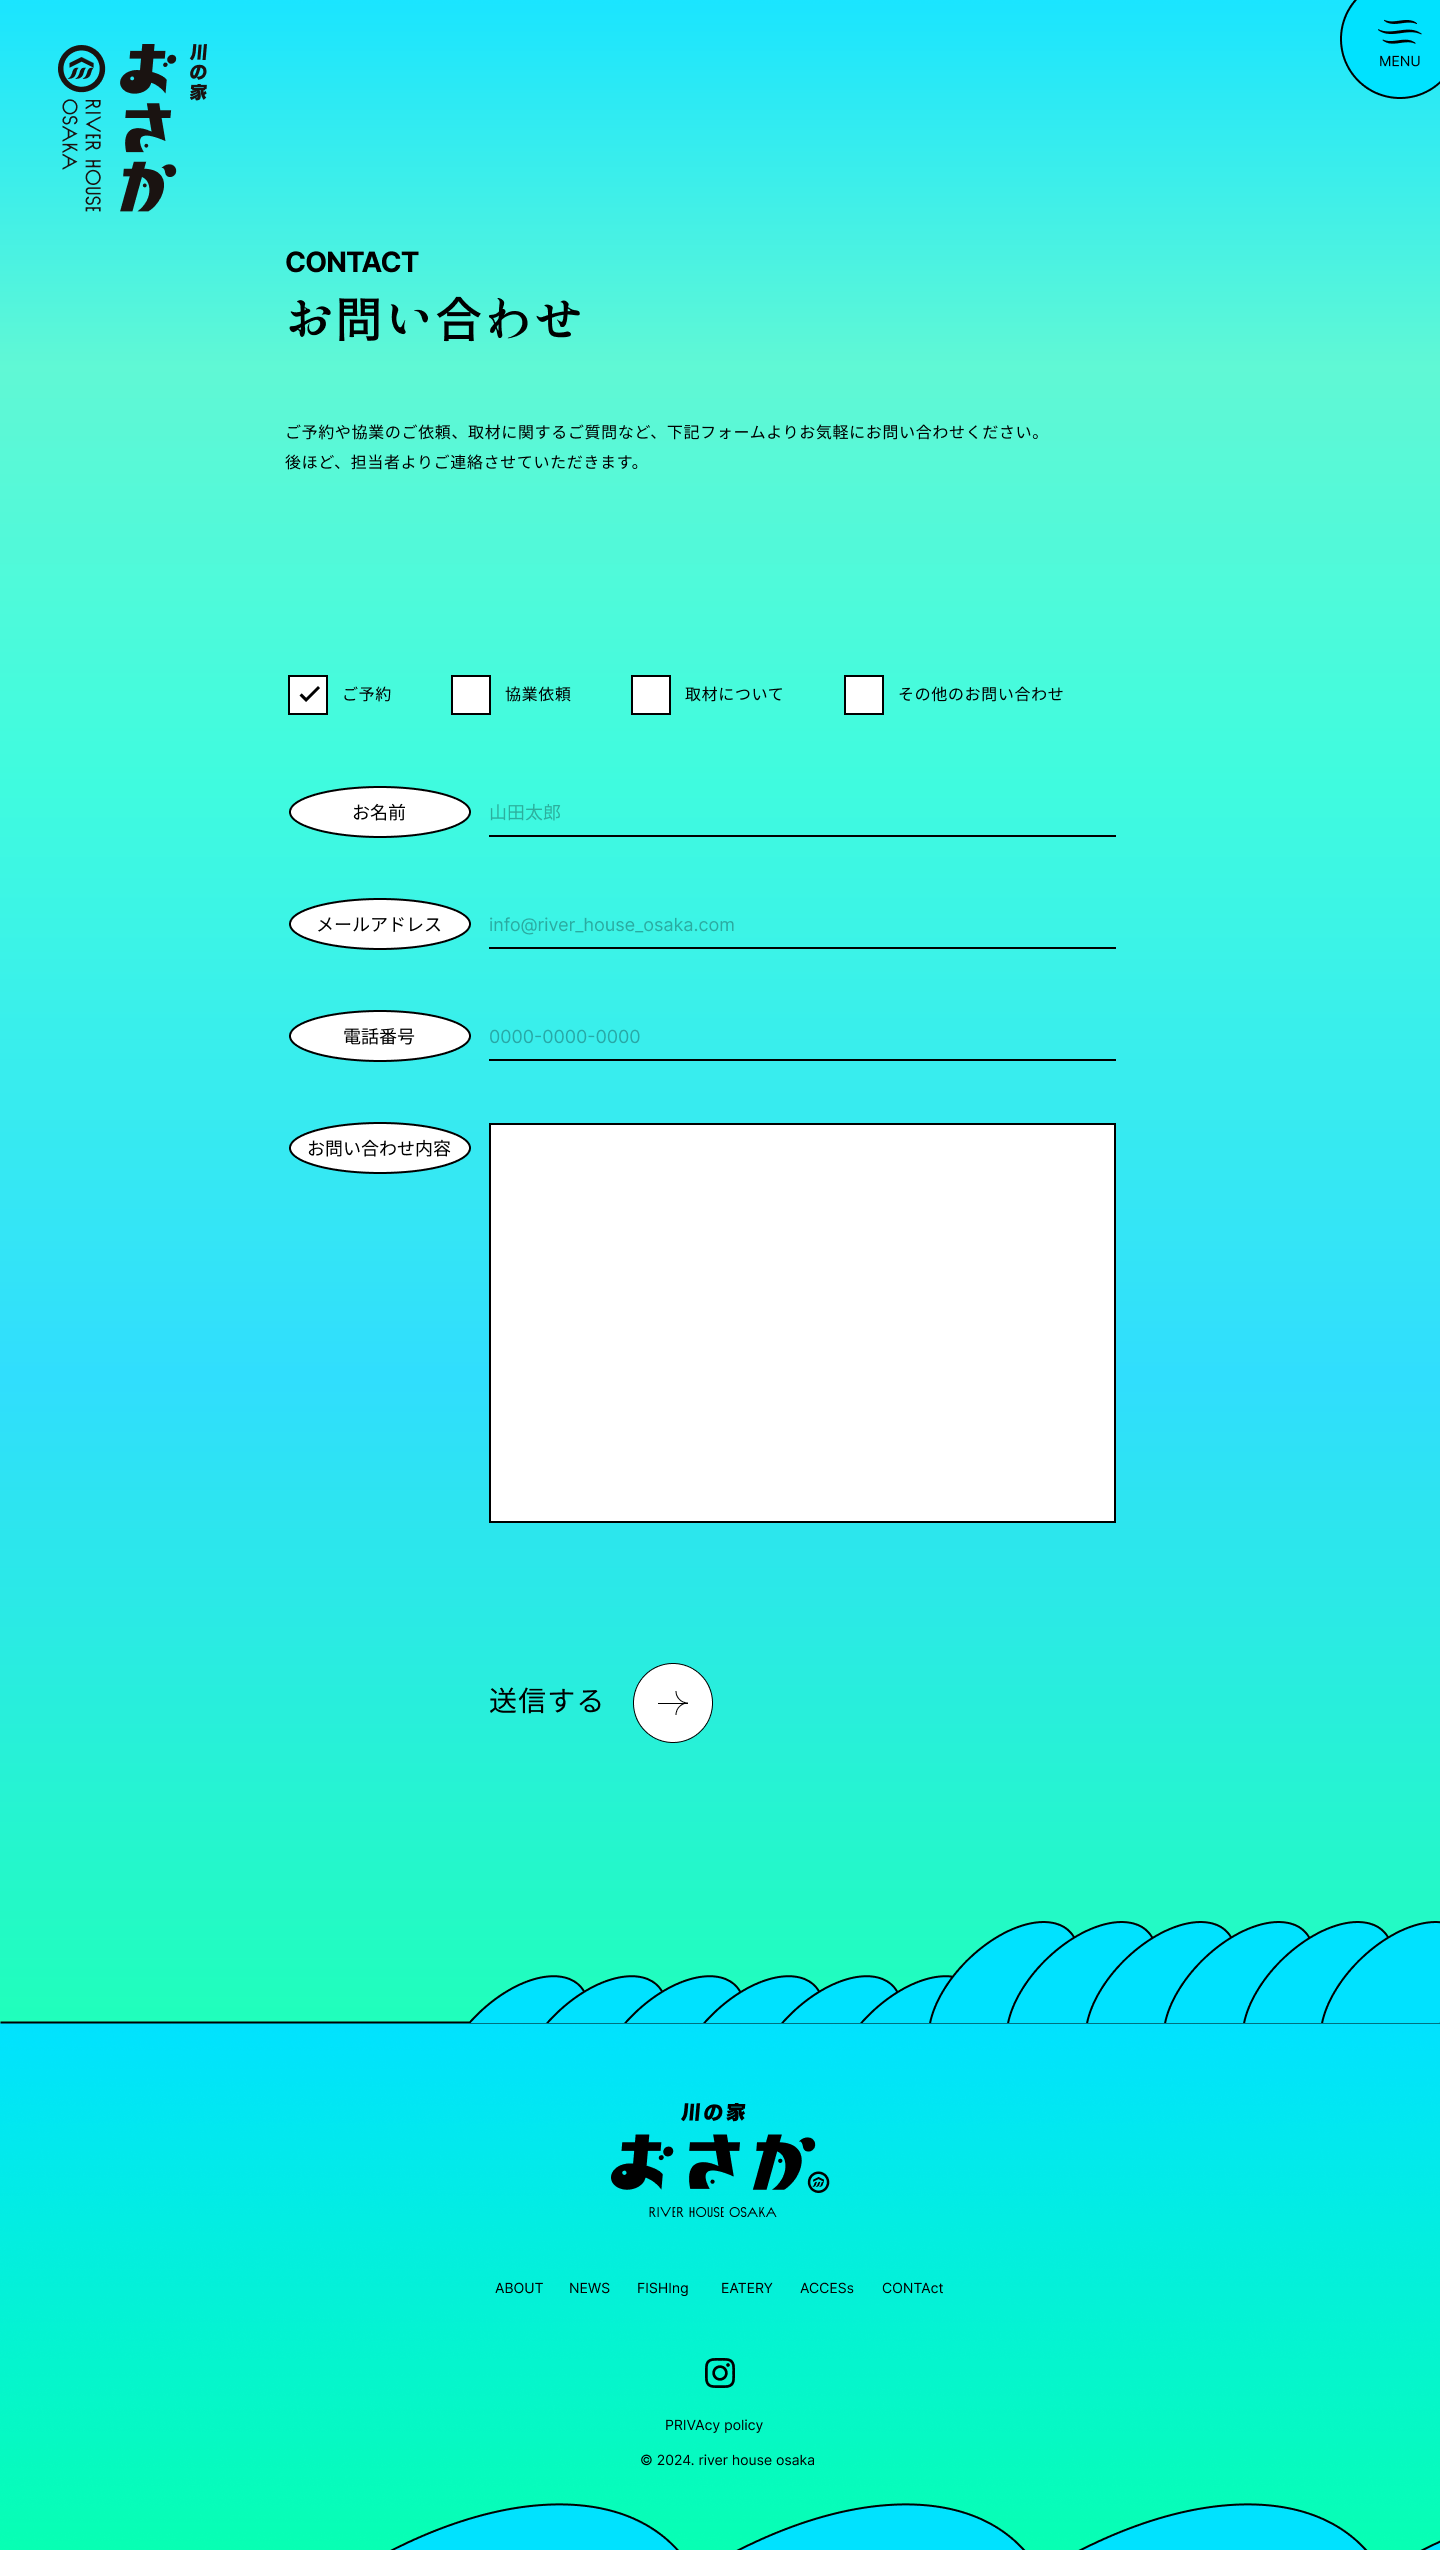 川の家
おさか
RIVER HOUSE
OSAKA
MENU
CONTACT
お問い合わせ
ご予約や協業のご依頼、取材に関するご質問など、下記フォームよりお気軽にお問い合わせください。
後ほど、担当者よりご連絡させていただきます。
ご予約 協業依頼 取材について その他のお問い合わせ
お名前 山田太郎
メールアドレス info@river_house_osaka.com
電話番号 0000-0000-0000
お問い合わせ内容
送信する
川の家
おさか
RIVER HOUSE OSAKA
ABOUT NEWS FISHIng EATERY ACCESs CONTAct
PRIVAcy policy
© 2024. river house osaka